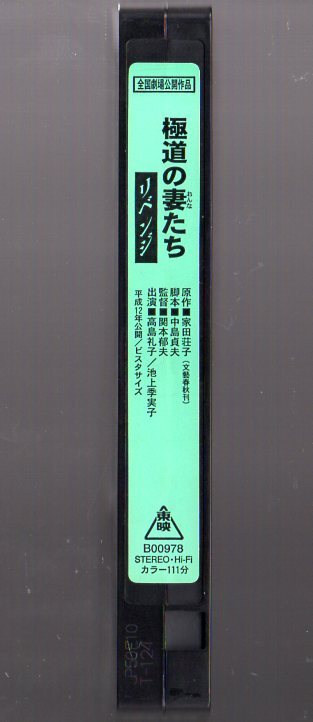 全国劇場公開作品
極道の妻たち
おんな
リベンジ
原作■家田荘子(文藝春秋刊)
脚本■中島貞夫
監督■関本郁夫
出演■高島礼子/池上季実子
平成12年公開/ビスタサイズ
東映
B00978
STEREO・Hi-Fi
カラー111分
T-124